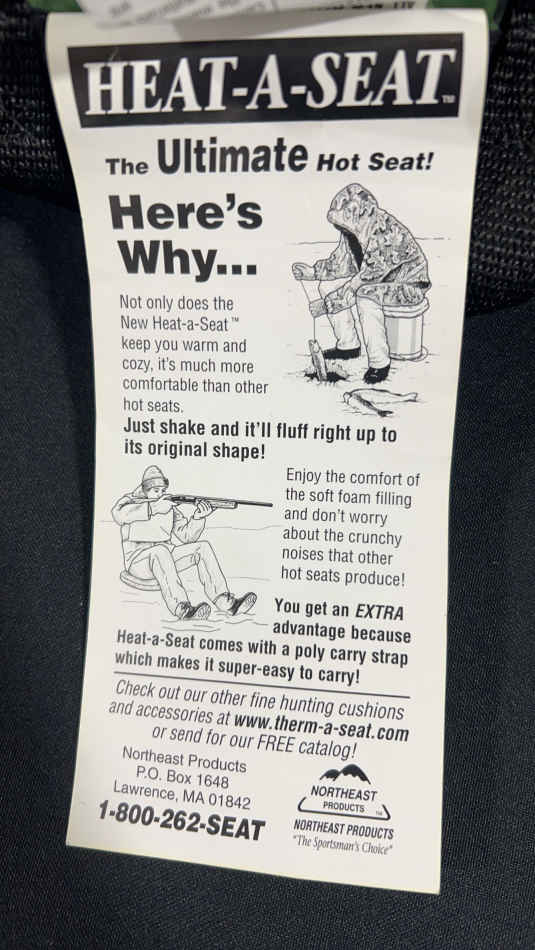 HEAT-A-SEAT™
The Ultimate Hot Seat!
Here's
Why...
Not only does the
New Heat-a-Seat™
keep you warm and
cozy, it's much more
comfortable than other
hot seats.
Just shake and it'll fluff right up to
its original shape!
Enjoy the comfort of
the soft foam filling
and don't worry
about the crunchy
noises that other
hot seats produce!
You get an EXTRA
advantage because
Heat-a-Seat comes with a poly carry strap
which makes it super-easy to carry!
Check out our other fine hunting cushions
and accessories at www.therm-a-seat.com
or send for our FREE catalog!
Northeast Products
P.O. Box 1648
Lawrence, MA 01842
1-800-262-SEAT
NORTHEAST
PRODUCTS
™
NORTHEAST PRODUCTS
"The Sportsman's Choice"